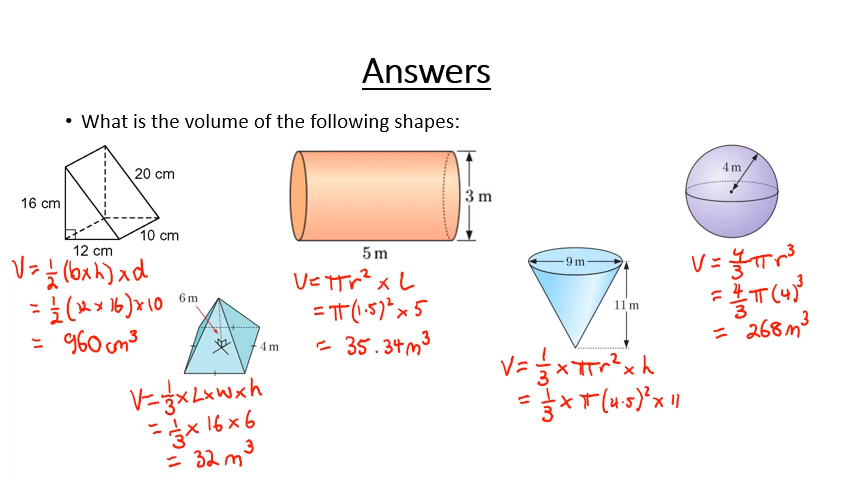 Answers
• What is the volume of the following shapes:
20 cm
16 cm
10 cm
12 cm
V = 1/2 (b x h) x d
= 1/2 (12 x 16) x 10
= 960 cm³
6 m
4 m
V = 1/3 x L x W x h
= 1/3 x 16 x 6
= 32 m³
3 m
5 m
V = πr² x L
= π(1.5)² x 5
= 35.34 m³
9 m
11 m
V = 1/3 x πr² x h
= 1/3 x π(4.5)² x 11
4 m
V = 4/3 πr³
= 4/3 π(4)³
= 268 m³